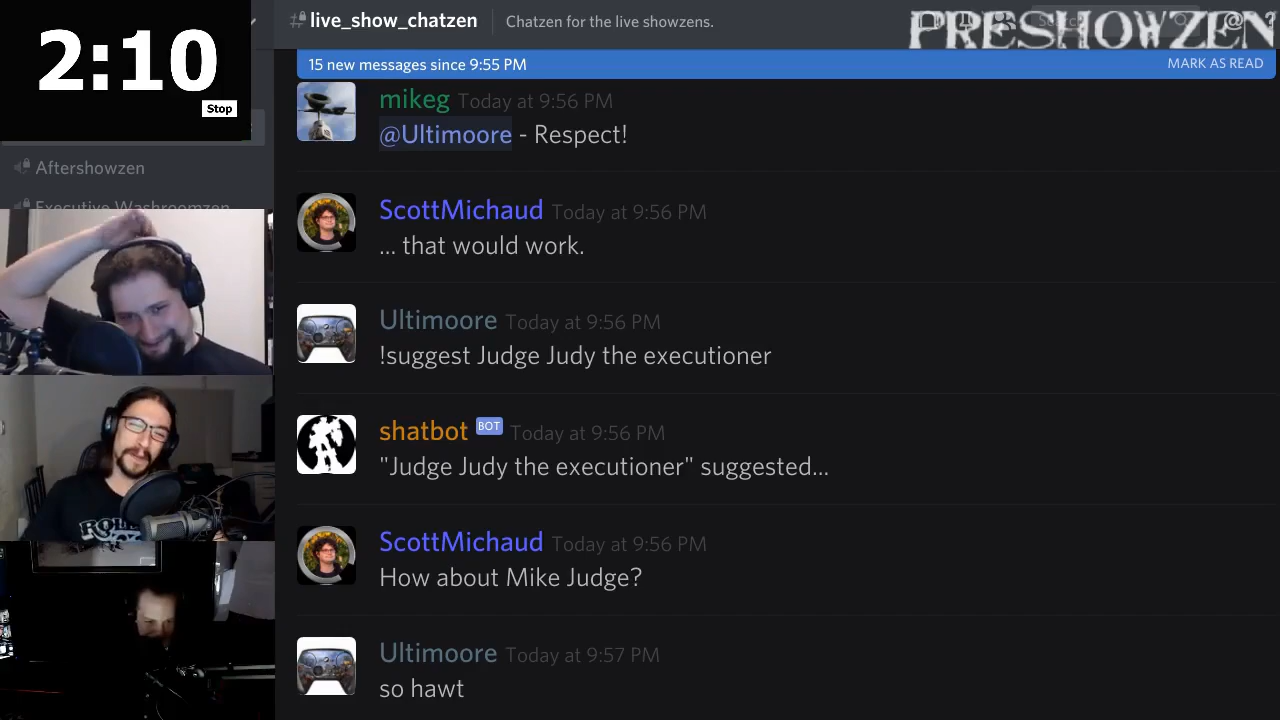 2:10
Stop
live_show_chatzen
Chatzen for the live showzens.
PRESHOWZEN
Search
15 new messages since 9:55 PM
MARK AS READ
Aftershowzen
Executive Washroomzen
mikeg Today at 9:56 PM
@Ultimoore - Respect!
ScottMichaud Today at 9:56 PM
... that would work.
Ultimoore Today at 9:56 PM
!suggest Judge Judy the executioner
shatbot BOT Today at 9:56 PM
"Judge Judy the executioner" suggested...
ScottMichaud Today at 9:56 PM
How about Mike Judge?
Ultimoore Today at 9:57 PM
so hawt